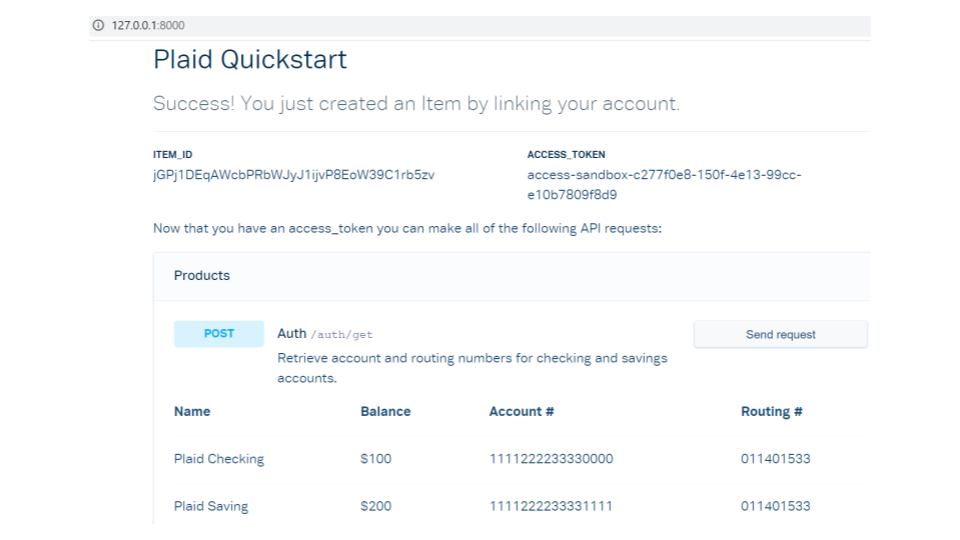 127.0.0.1:8000
Plaid Quickstart
Success! You just created an Item by linking your account.
ITEM_ID
jGPj1DEqAWcbPRbWJyJ1ijvP8EoW39C1rb5zv
ACCESS_TOKEN
access-sandbox-c277f0e8-150f-4e13-99cc-
e10b7809f8d9
Now that you have an access_token you can make all of the following API requests:
Products
POST Auth /auth/get Send request
Retrieve account and routing numbers for checking and savings
accounts.
Name Balance Account # Routing #
Plaid Checking $100 1111222233330000 011401533
Plaid Saving $200 1111222233331111 011401533